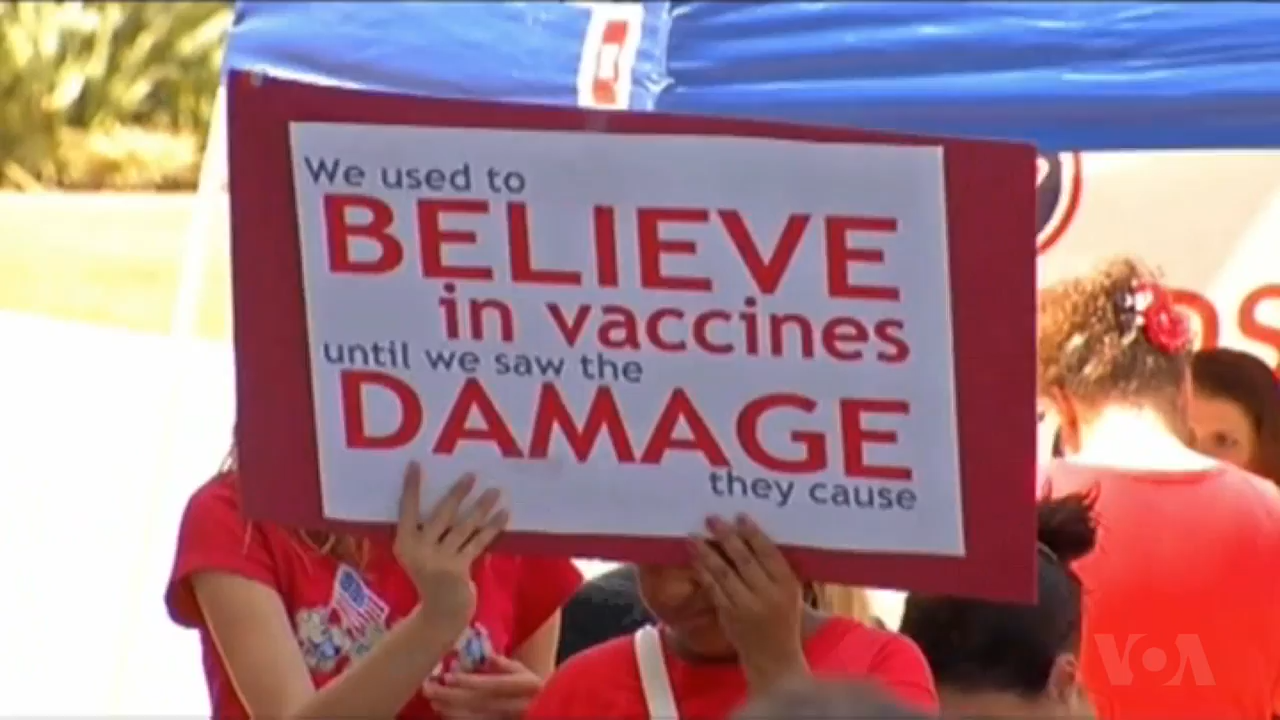 We used to
BELIEVE
in vaccines
until we saw the
DAMAGE
they cause
VOA